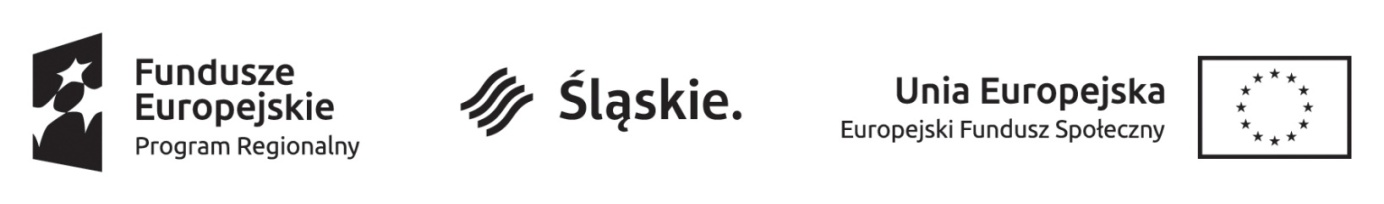 Fundusze
Europejskie
Program Regionalny
Śląskie.
Unia Europejska
Europejski Fundusz Społeczny